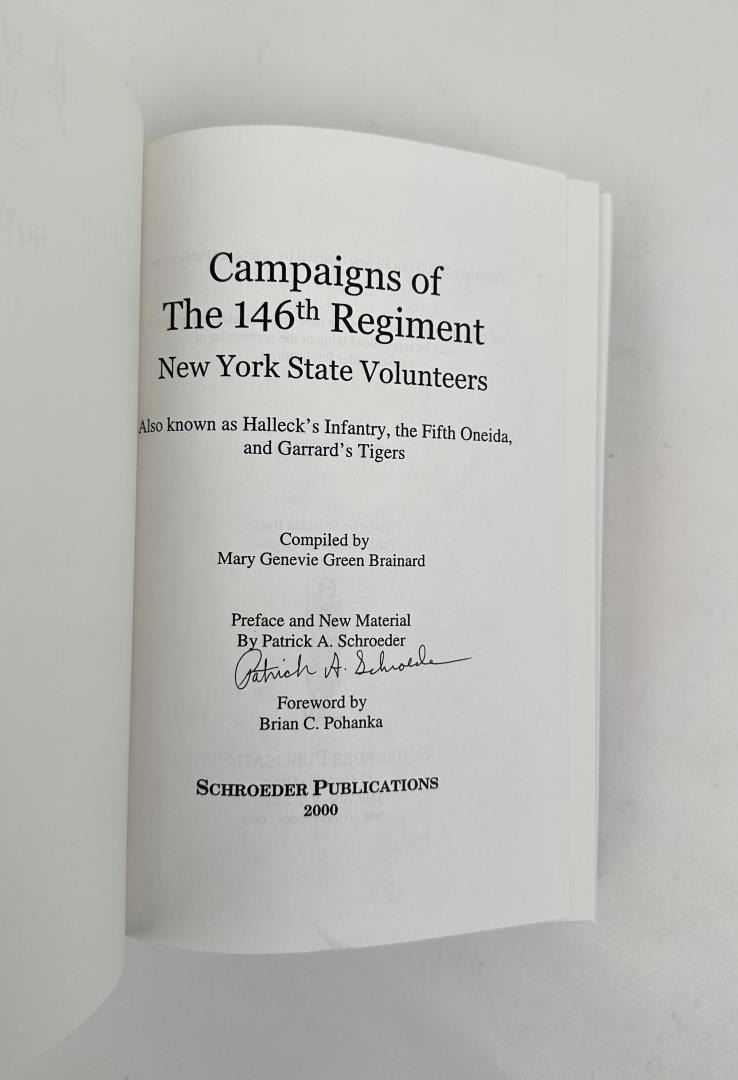 Campaigns of
The 146th Regiment
New York State Volunteers
Also known as Halleck's Infantry, the Fifth Oneida,
and Garrard's Tigers
Compiled by
Mary Genevie Green Brainard
Preface and New Material
By Patrick A. Schroeder
Patrick A. Schroeder
Foreword by
Brian C. Pohanka
SCHROEDER PUBLICATIONS
2000